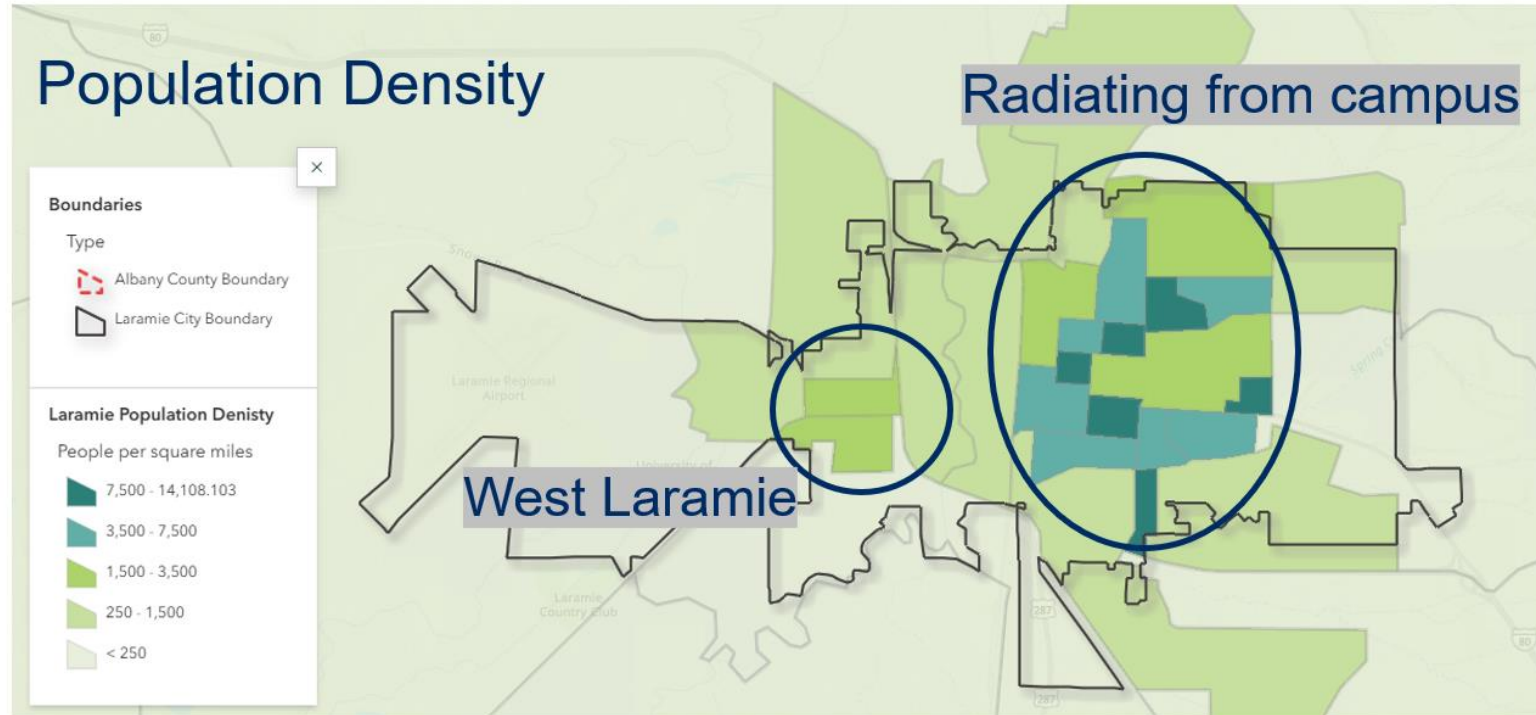 Population Density
Radiating from campus
West Laramie
×
Boundaries
Type
Albany County Boundary
Laramie City Boundary
Laramie Population Denisty
People per square miles
7,500 - 14,108.103
3,500 - 7,500
1,500 - 3,500
250 - 1,500
< 250
80
Laramie Regional
Airport
University of
Laramie
Country Club
287
287
80